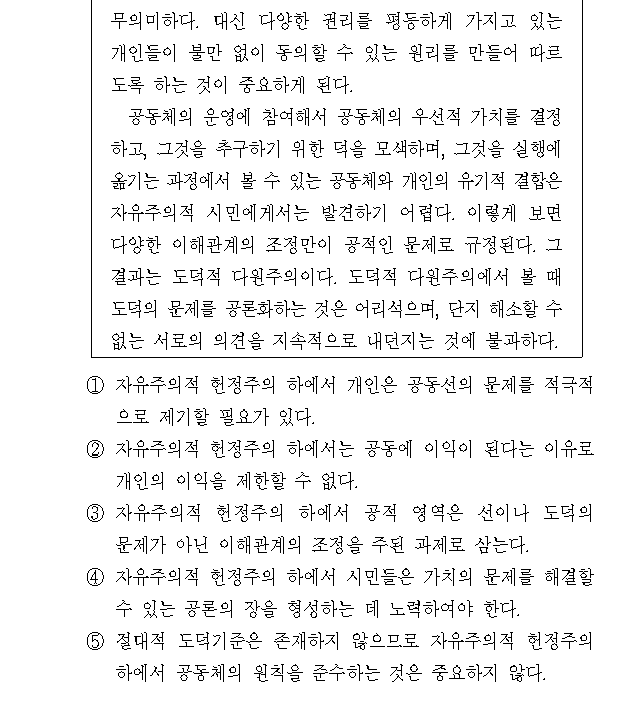 무의미하다. 대신 다양한 권리를 평등하게 가지고 있는
개인들이 불만 없이 동의할 수 있는 원리를 만들어 따르
도록 하는 것이 중요하게 된다.
공동체의 운영에 참여해서 공동체의 우선적 가치를 결정
하고, 그것을 추구하기 위한 덕을 모색하며, 그것을 실행에
옮기는 과정에서 볼 수 있는 공동체와 개인의 유기적 결합은
자유주의적 시민에게서는 발견하기 어렵다. 이렇게 보면
다양한 이해관계의 조정만이 공적인 문제로 규정된다. 그
결과는 도덕적 다원주의이다. 도덕적 다원주의에서 볼 때
도덕의 문제를 공론화하는 것은 어리석으며, 단지 해소할 수
없는 서로의 의견을 지속적으로 내던지는 것에 불과하다.
① 자유주의적 헌정주의 하에서 개인은 공동선의 문제를 적극적
으로 제기할 필요가 있다.
② 자유주의적 헌정주의 하에서는 공동에 이익이 된다는 이유로
개인의 이익을 제한할 수 없다.
③ 자유주의적 헌정주의 하에서 공적 영역은 선이나 도덕의
문제가 아닌 이해관계의 조정을 주된 과제로 삼는다.
④ 자유주의적 헌정주의 하에서 시민들은 가치의 문제를 해결할
수 있는 공론의 장을 형성하는 데 노력하여야 한다.
⑤ 절대적 도덕기준은 존재하지 않으므로 자유주의적 헌정주의
하에서 공동체의 원칙을 준수하는 것은 중요하지 않다.